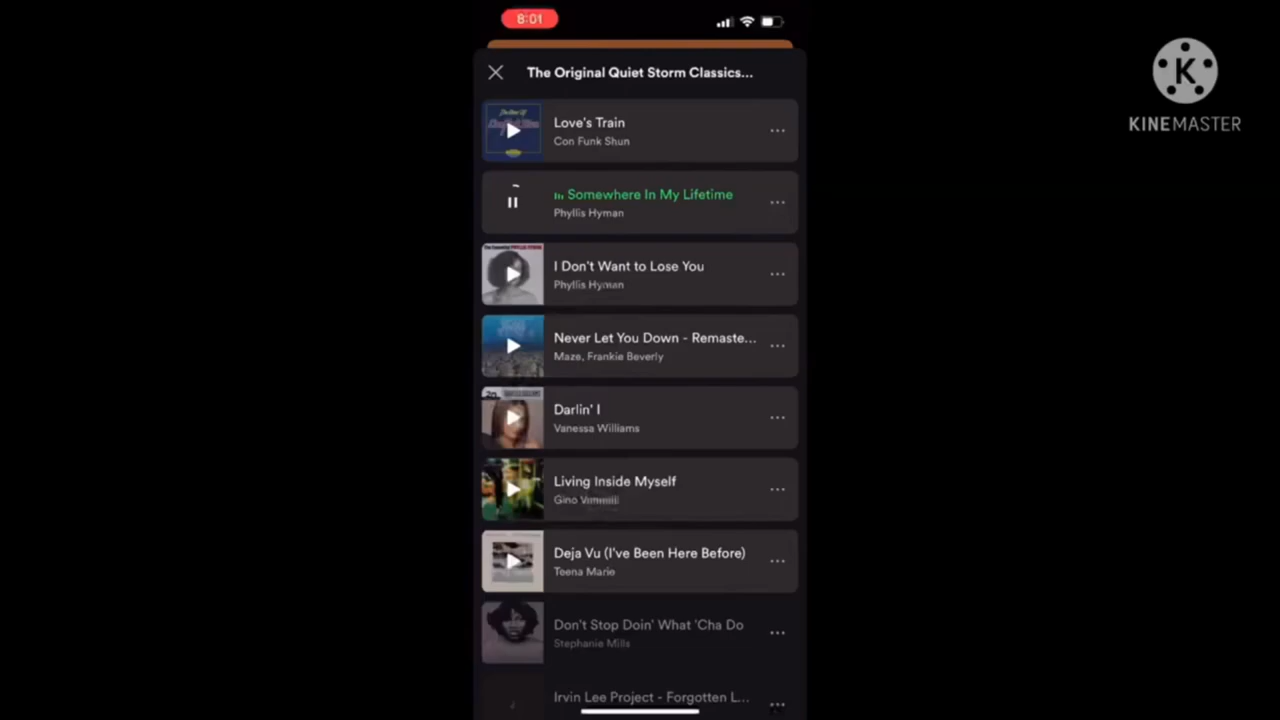 8:01
The Original Quiet Storm Classics...
Love's Train
Con Funk Shun
Somewhere In My Lifetime
Phyllis Hyman
I Don't Want to Lose You
Phyllis Hyman
Never Let You Down - Remaste...
Maze, Frankie Beverly
Darlin' I
Vanessa Williams
Living Inside Myself
Gino Vannelli
Deja Vu (I've Been Here Before)
Teena Marie
Don't Stop Doin' What 'Cha Do
Stephanie Mills
Irvin Lee Project - Forgotten L...
K
KINEMASTER